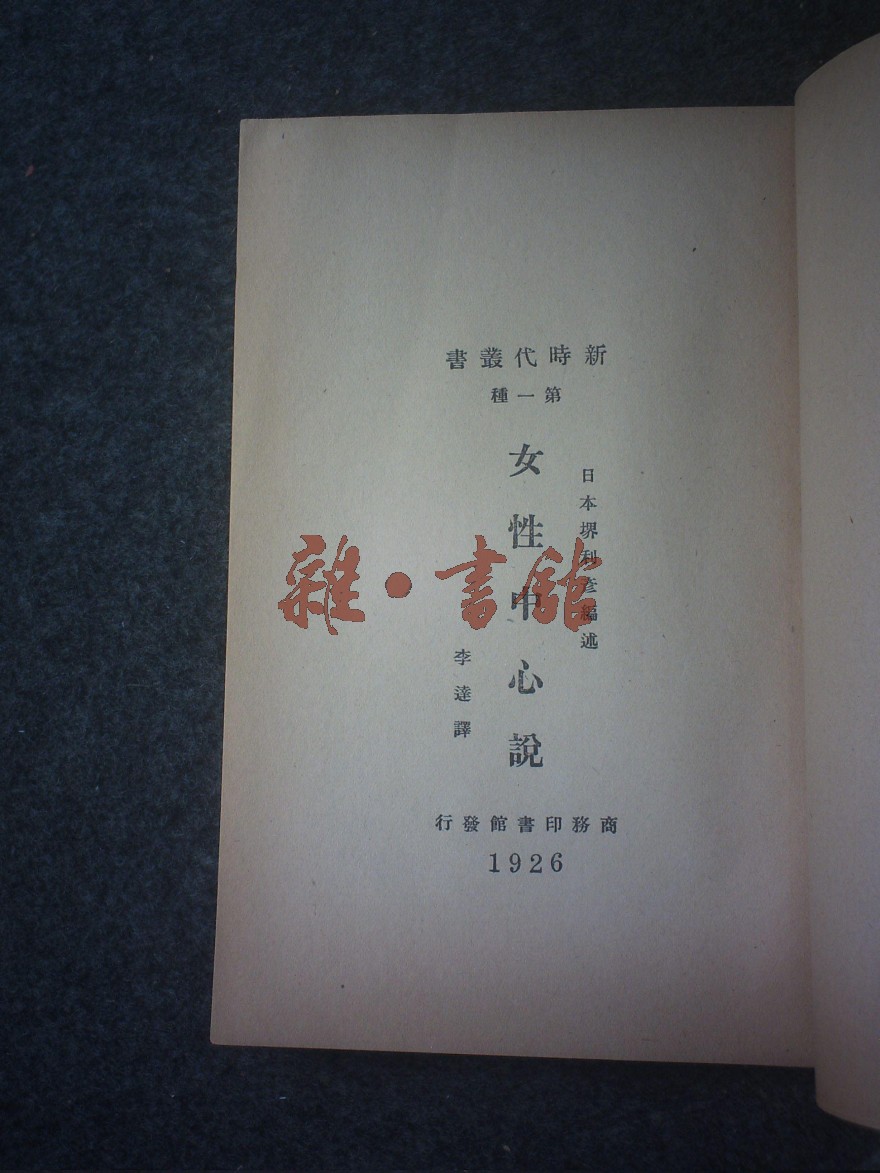 新時代叢書
第一種
日本堺利彦編述
女性中心說
李達譯
商務印書館發行
1926
雜·書館